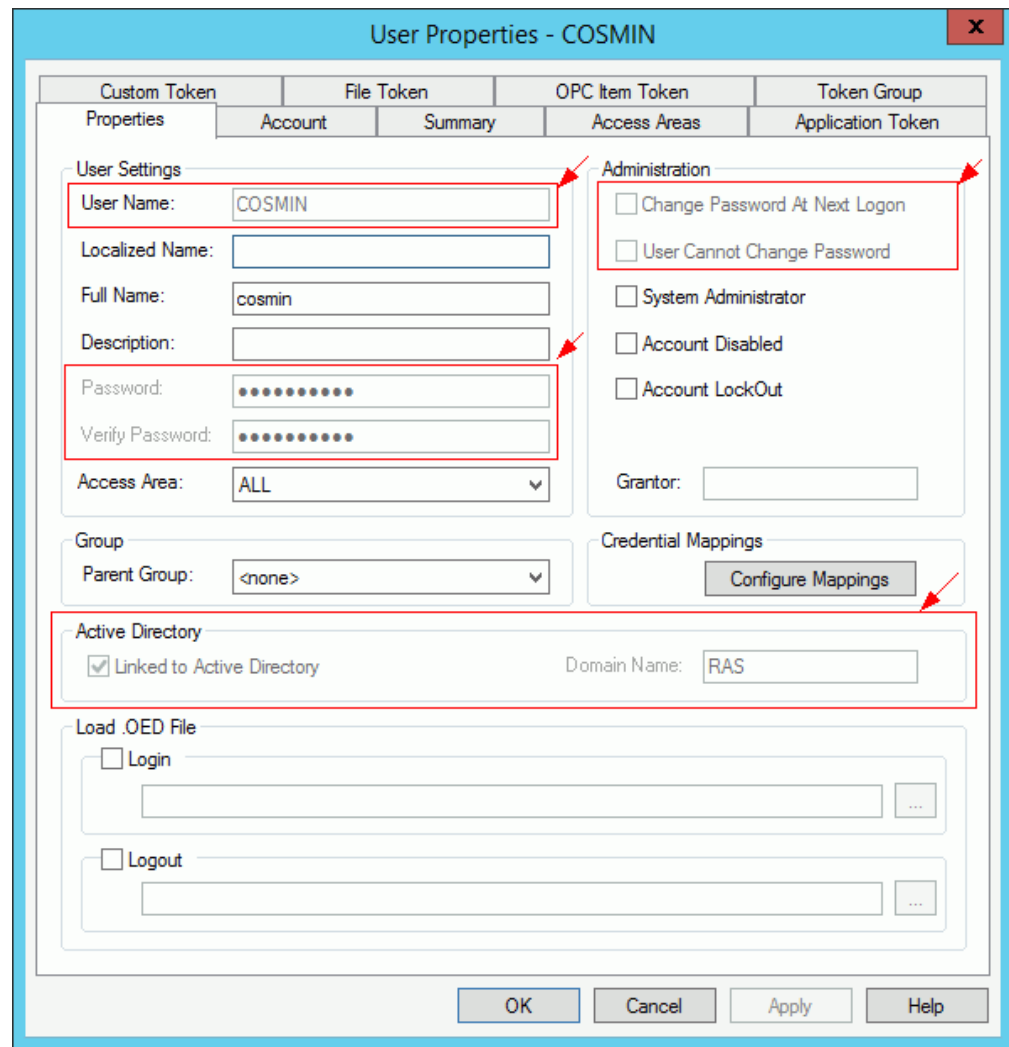 User Properties - COSMIN
x
Custom Token File Token OPC Item Token Token Group
Properties Account Summary Access Areas Application Token
User Settings
User Name: COSMIN
Localized Name:
Full Name: cosmin
Description:
Password: ●●●●●●●●●●
Verify Password: ●●●●●●●●●●
Access Area: ALL
Administration
Change Password At Next Logon
User Cannot Change Password
System Administrator
Account Disabled
Account LockOut
Grantor:
Group
Parent Group: <none>
Credential Mappings
Configure Mappings
Active Directory
Linked to Active Directory Domain Name: RAS
Load .OED File
Login
...
Logout
...
OK Cancel Apply Help